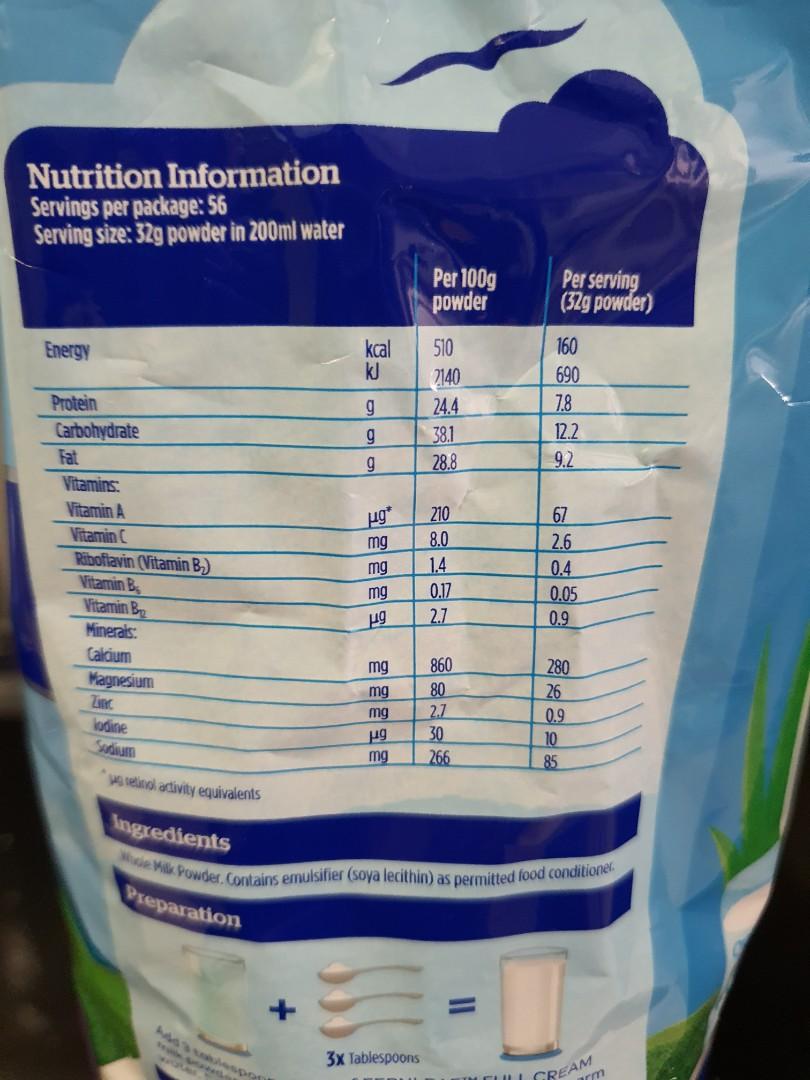 Nutrition Information
Servings per package: 56
Serving size: 32g powder in 200ml water
Per 100g powder Per serving (32g powder)
Energy kcal 510 160
kJ 2140 690
Protein g 24.4 7.8
Carbohydrate g 38.1 12.2
Fat g 28.8 9.2
Vitamins:
Vitamin A µg* 210 67
Vitamin C mg 8.0 2.6
Riboflavin (Vitamin B₂) mg 1.4 0.4
Vitamin B₆ mg 0.17 0.05
Vitamin B₁₂ µg 2.7 0.9
Minerals:
Calcium mg 860 280
Magnesium mg 80 26
Zinc mg 2.7 0.9
Iodine µg 30 10
Sodium mg 266 85
* µg retinol activity equivalents
Ingredients
Whole Milk Powder. Contains emulsifier (soya lecithin) as permitted food conditioner.
Preparation
+ =
3x Tablespoons
Add 3
FULL CREAM